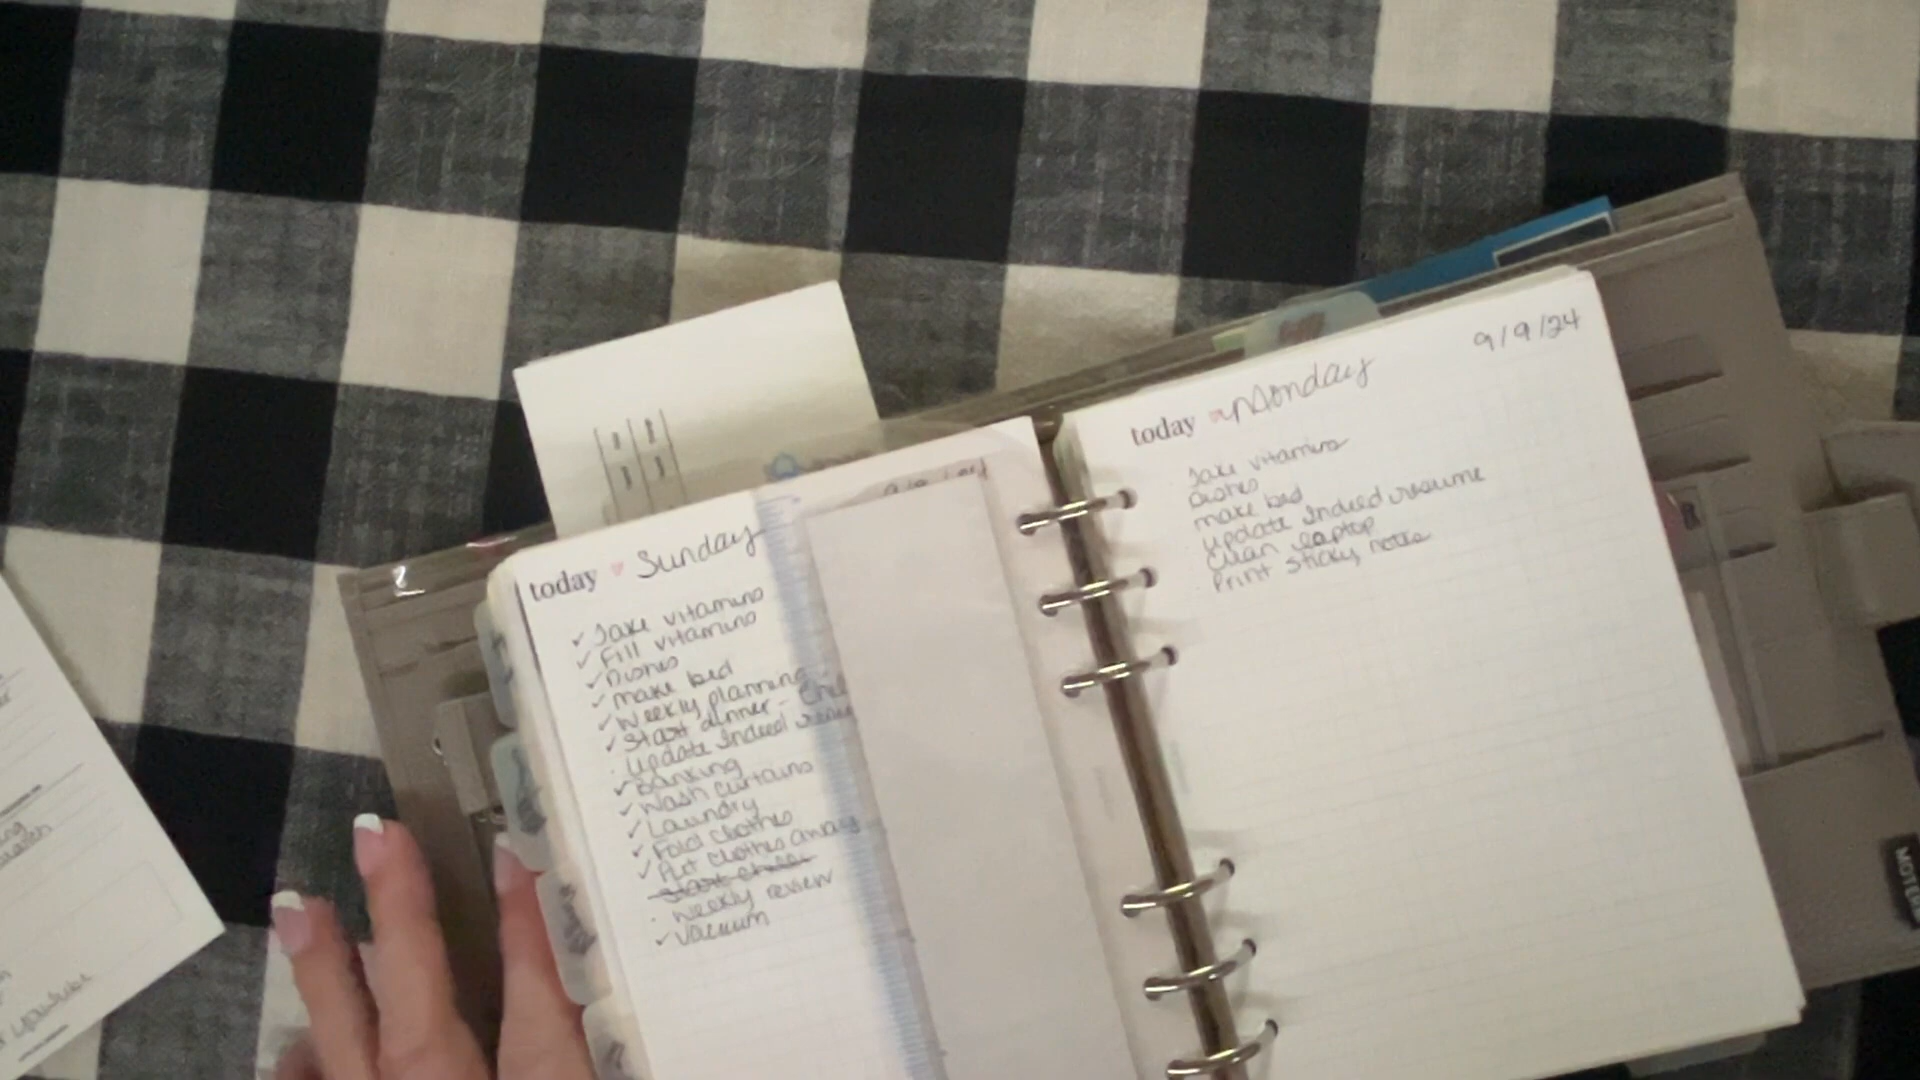 today Sunday
✓ Take vitamins
✓ Fill vitamins
✓ Dishes
✓ make bed
✓ Weekly planning
✓ Start dinner -
· Update Indeed
✓ Banking
✓ Wash curtains
✓ Laundry
✓ Fold clothes
✓ Put clothes away
Start
· Weekly review
✓ Vacuum
today Monday
9/9/24
· Take vitamins
· Dishes
· make bed
· Update Indeed resume
· Clean laptop
· Print sticky notes
YouTube